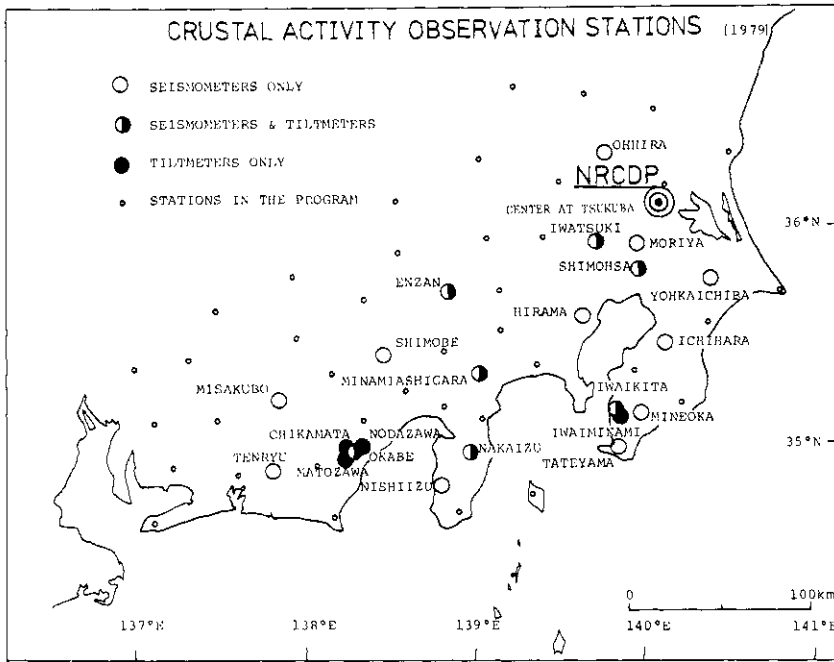 CRUSTAL ACTIVITY OBSERVATION STATIONS (1979)
SEISMOMETERS ONLY
SEISMOMETERS & TILTMETERS
TILTMETERS ONLY
STATIONS IN THE PROGRAM
OHHIRA
NRCDP
CENTER AT TSUKUBA
IWATSUKI
36°N
MORIYA
SHIMOHSA
ENZAN
YOHKAICHIBA
HIRAMA
SHIMOBE
ICHIHARA
MINAMIASHIGARA
MISAKUBO
IWAIKITA
MINEOKA
CHIKAMATA
NODAZAWA
IWAIMINAMI
35°N
TENRYU
OKABE
NAKAIZU
MATOZAWA
TATEYAMA
NISHIIZU
0 100km
137°E 138°E 139°E 140°E 141°E